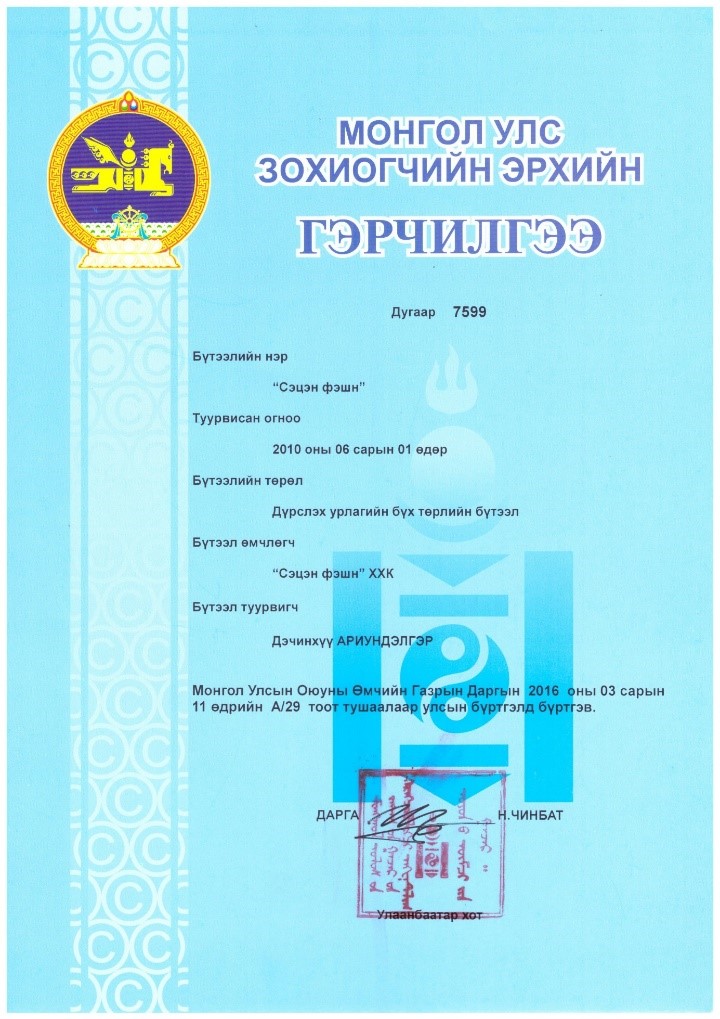 МОНГОЛ УЛС
ЗОХИОГЧИЙН ЭРХИЙН
ГЭРЧИЛГЭЭ
Дугаар 7599
Бүтээлийн нэр
“Сэцэн фэшн”
Туурвисан огноо
2010 оны 06 сарын 01 өдөр
Бүтээлийн төрөл
Дүрслэх урлагийн бүх төрлийн бүтээл
Бүтээл өмчлөгч
“Сэцэн фэшн” ХХК
Бүтээл туурвигч
Дэчинхүү АРИУНДЭЛГЭР
Монгол Улсын Оюуны Өмчийн Газрын Даргын 2016 оны 03 сарын
11 өдрийн А/29 тоот тушаалаар улсын бүртгэлд бүртгэв.
ДАРГА Н.ЧИНБАТ
Улаанбаатар хот